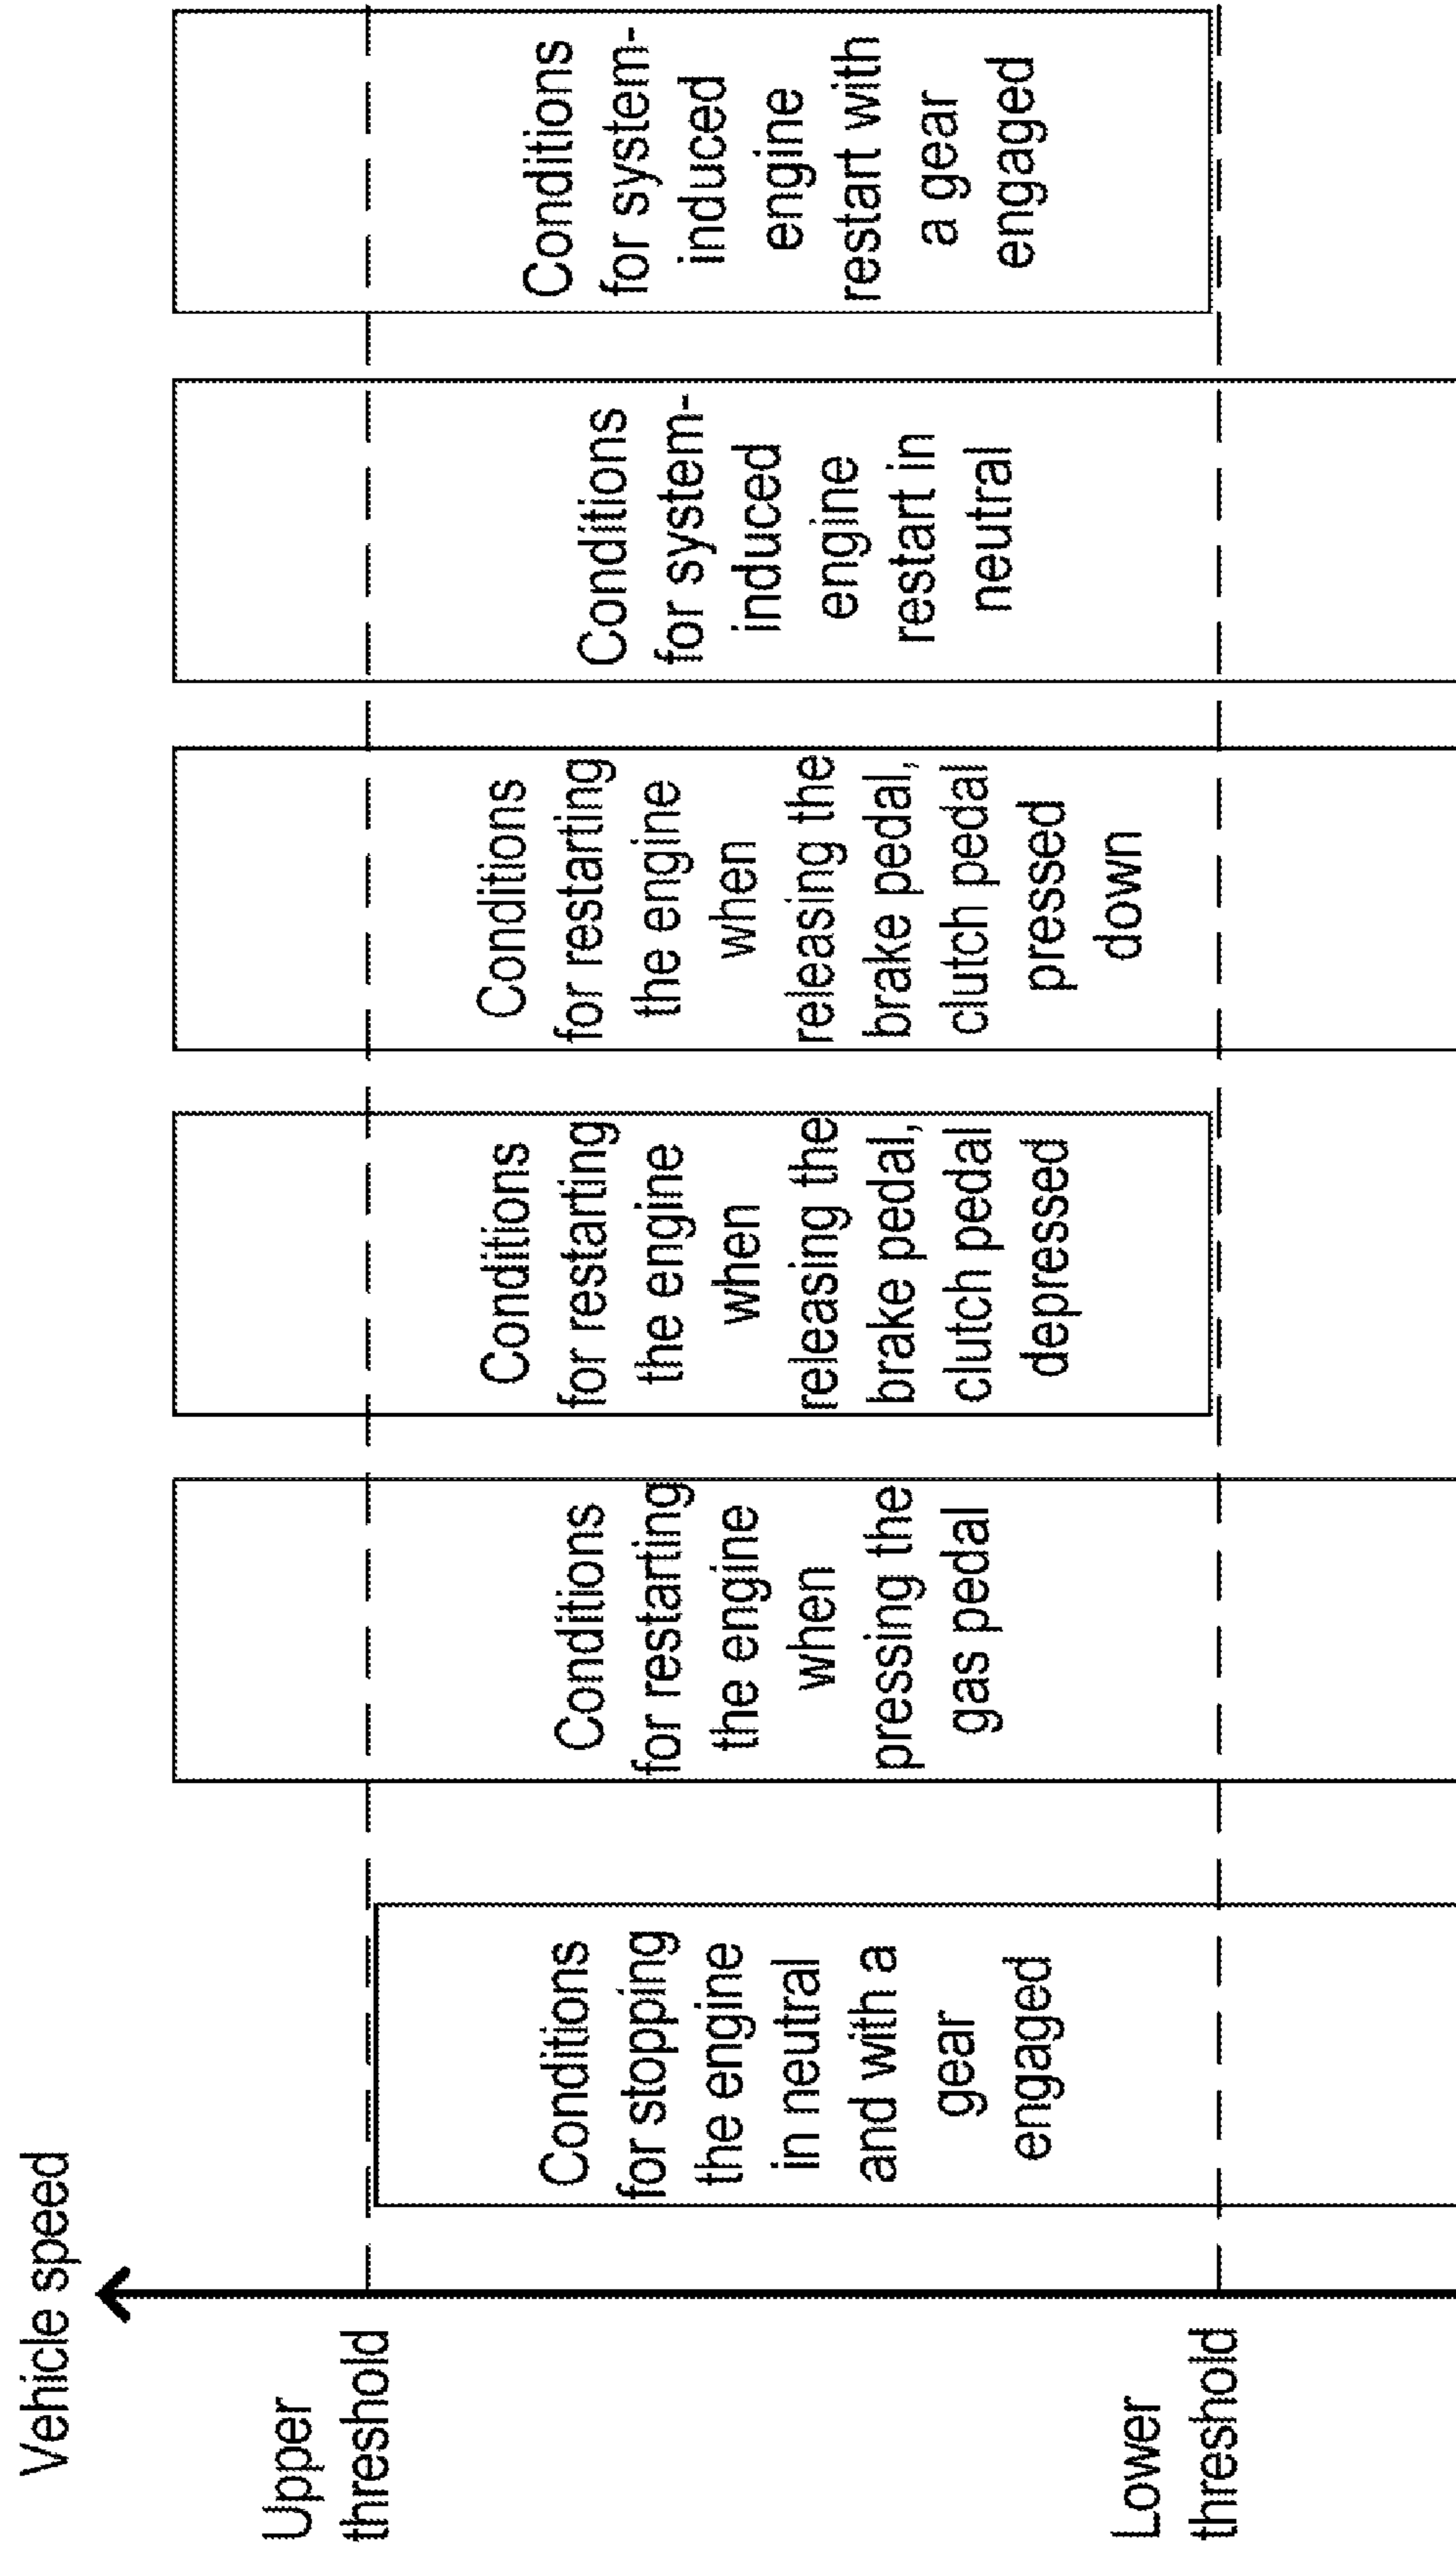 Vehicle speed
Upper
threshold
Lower
threshold
Conditions
for stopping
the engine
in neutral
and with a
gear
engaged
Conditions
for restarting
the engine
when
pressing the
gas pedal
Conditions
for restarting
the engine
when
releasing the
brake pedal,
clutch pedal
depressed
Conditions
for restarting
the engine
when
releasing the
brake pedal,
clutch pedal
pressed
down
Conditions
for system-
induced
engine
restart in
neutral
Conditions
for system-
induced
engine
restart with
a gear
engaged